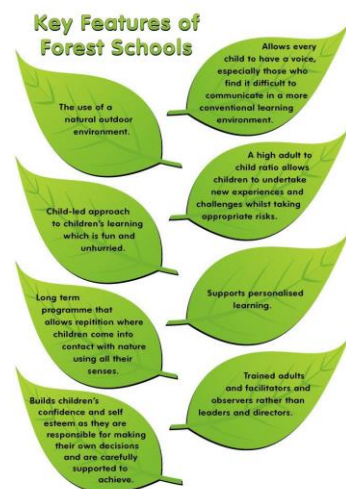 Key Features of
Forest Schools
The use of a
natural outdoor
environment.
Allows every
child to have a voice,
especially those who
find it difficult to
communicate in a more
conventional learning
environment.
Child-led approach
to children's learning
which is fun and
unhurried.
A high adult to
child ratio allows
children to undertake
new experiences and
challenges whilst taking
appropriate risks.
Long term
programme that
allows repitition where
children come into
contact with nature
using all their
senses.
Supports personalised
learning.
Builds children's
confidence and self
esteem as they are
responsible for making
their own decisions
and are carefully
supported to
achieve.
Trained adults
and facilitators and
observers rather than
leaders and directors.